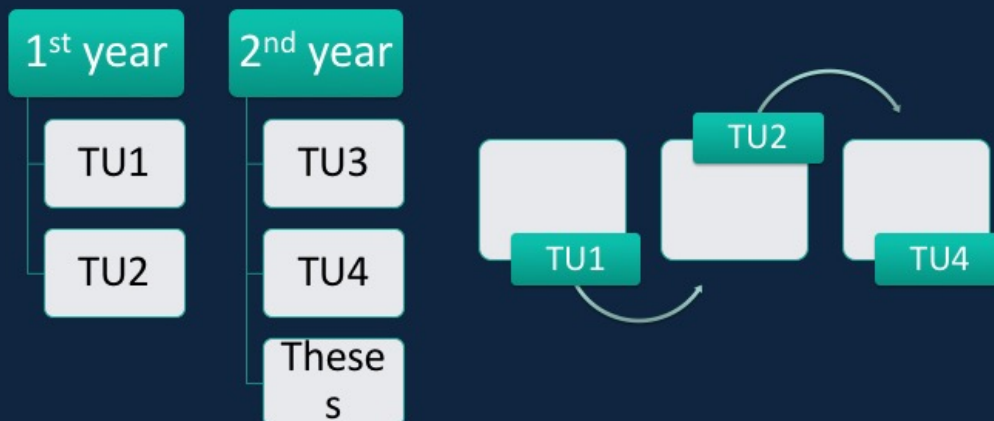 1st year
TU1
TU2
2nd year
TU3
TU4
These
s
TU1
TU2
TU4